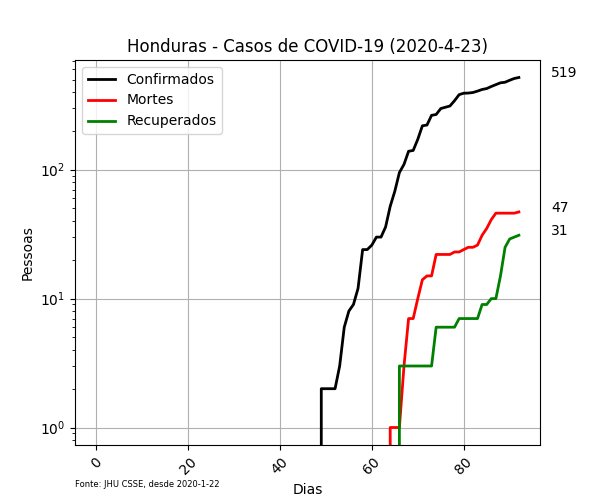 Honduras - Casos de COVID-19 (2020-4-23)
Confirmados
Mortes
Recuperados
519
47
31
10²
10¹
10⁰
Pessoas
0
20
40
60
80
Dias
Fonte: JHU CSSE, desde 2020-1-22